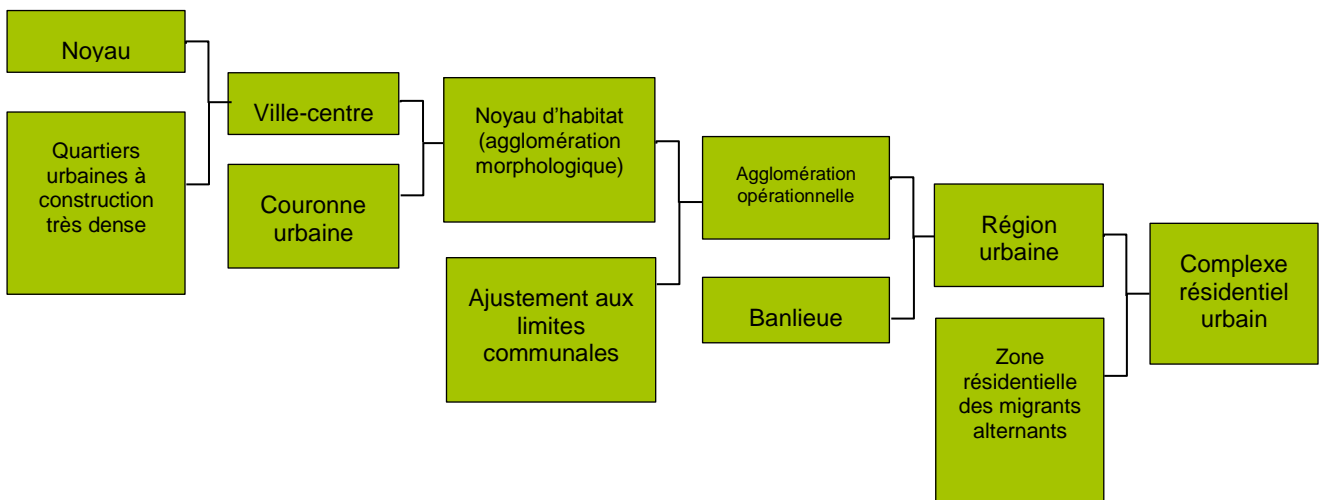 Noyau
Quartiers
urbaines à
construction
très dense
Ville-centre
Couronne
urbaine
Noyau d'habitat
(agglomération
morphologique)
Ajustement aux
limites
communales
Agglomération
opérationnelle
Banlieue
Région
urbaine
Zone
résidentielle
des migrants
alternants
Complexe
résidentiel
urbain